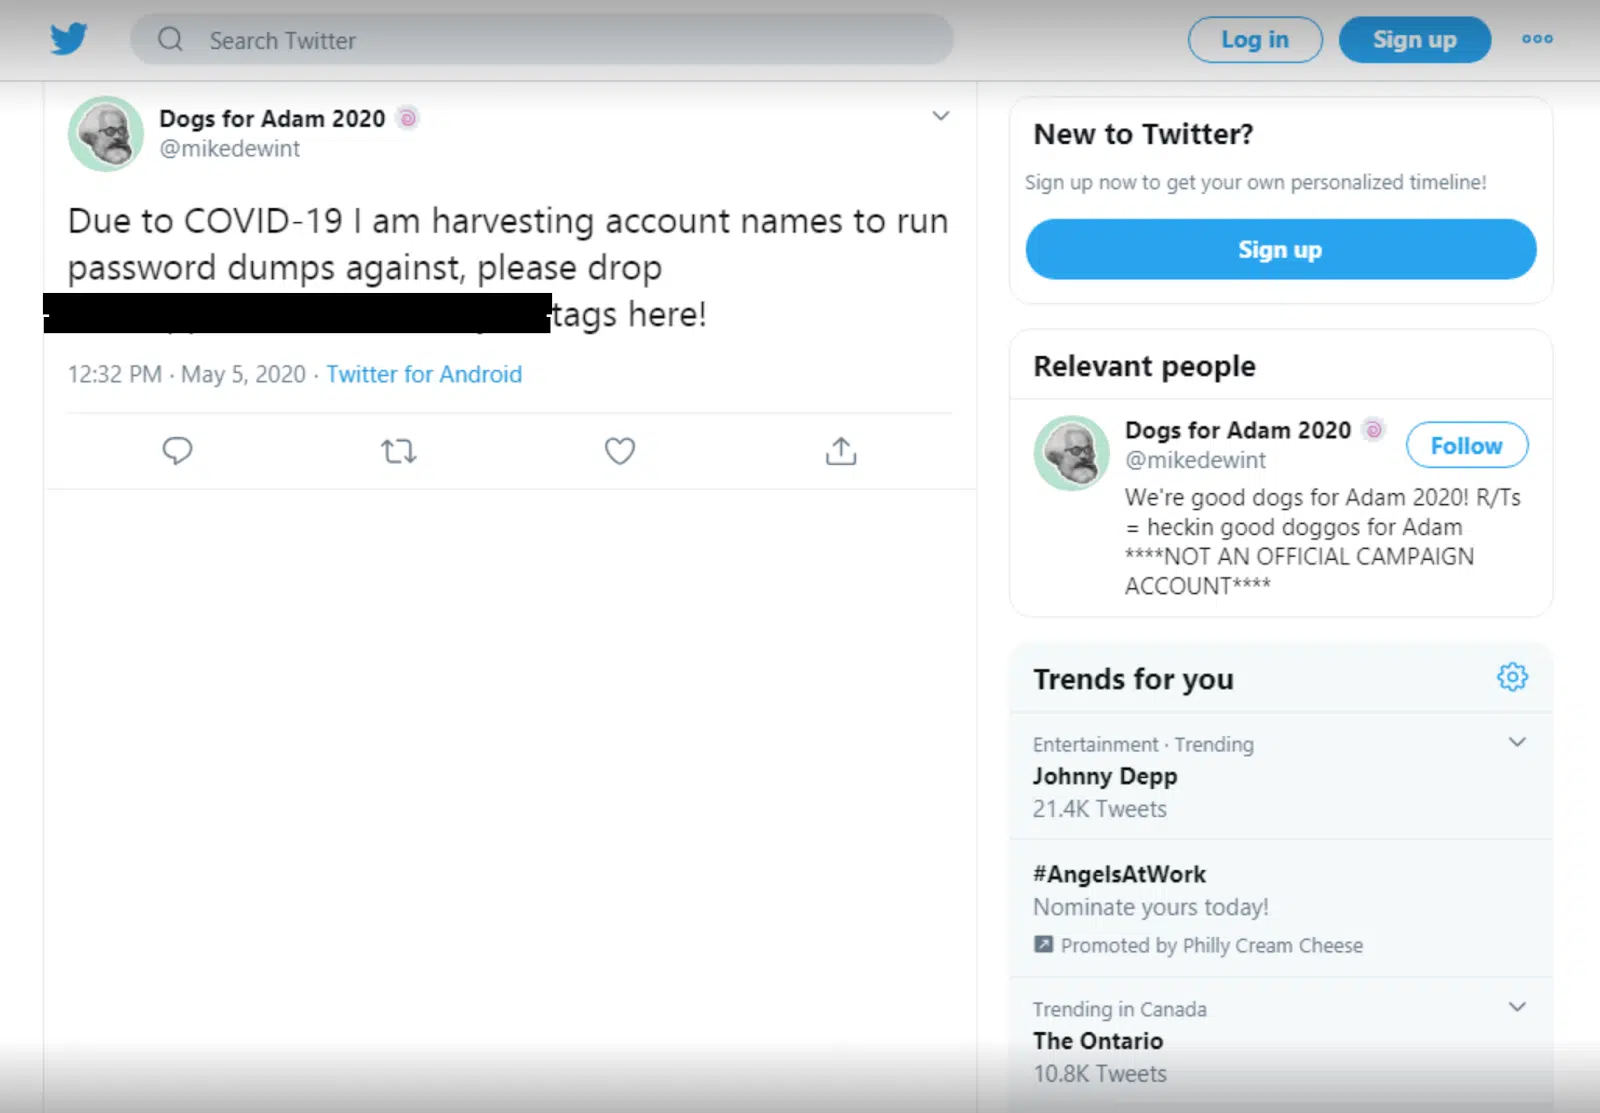 Search Twitter
Log in
Sign up
Dogs for Adam 2020
@mikedewint
Due to COVID-19 I am harvesting account names to run
password dumps against, please drop
tags here!
12:32 PM · May 5, 2020 · Twitter for Android
New to Twitter?
Sign up now to get your own personalized timeline!
Sign up
Relevant people
Dogs for Adam 2020
@mikedewint
Follow
We're good dogs for Adam 2020! R/Ts
= heckin good doggos for Adam
****NOT AN OFFICIAL CAMPAIGN
ACCOUNT****
Trends for you
Entertainment · Trending
Johnny Depp
21.4K Tweets
#AngelsAtWork
Nominate yours today!
Promoted by Philly Cream Cheese
Trending in Canada
The Ontario
10.8K Tweets